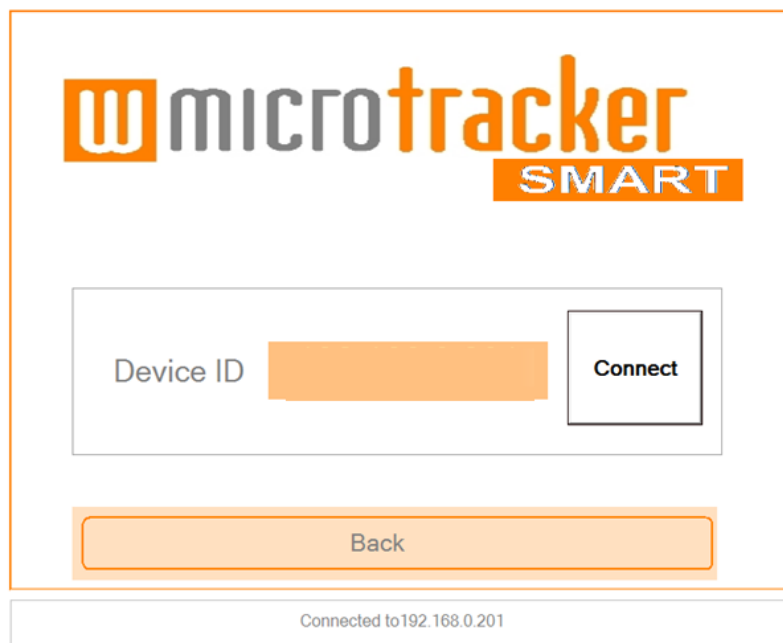 microtracker
SMART
Device ID
Connect
Back
Connected to192.168.0.201